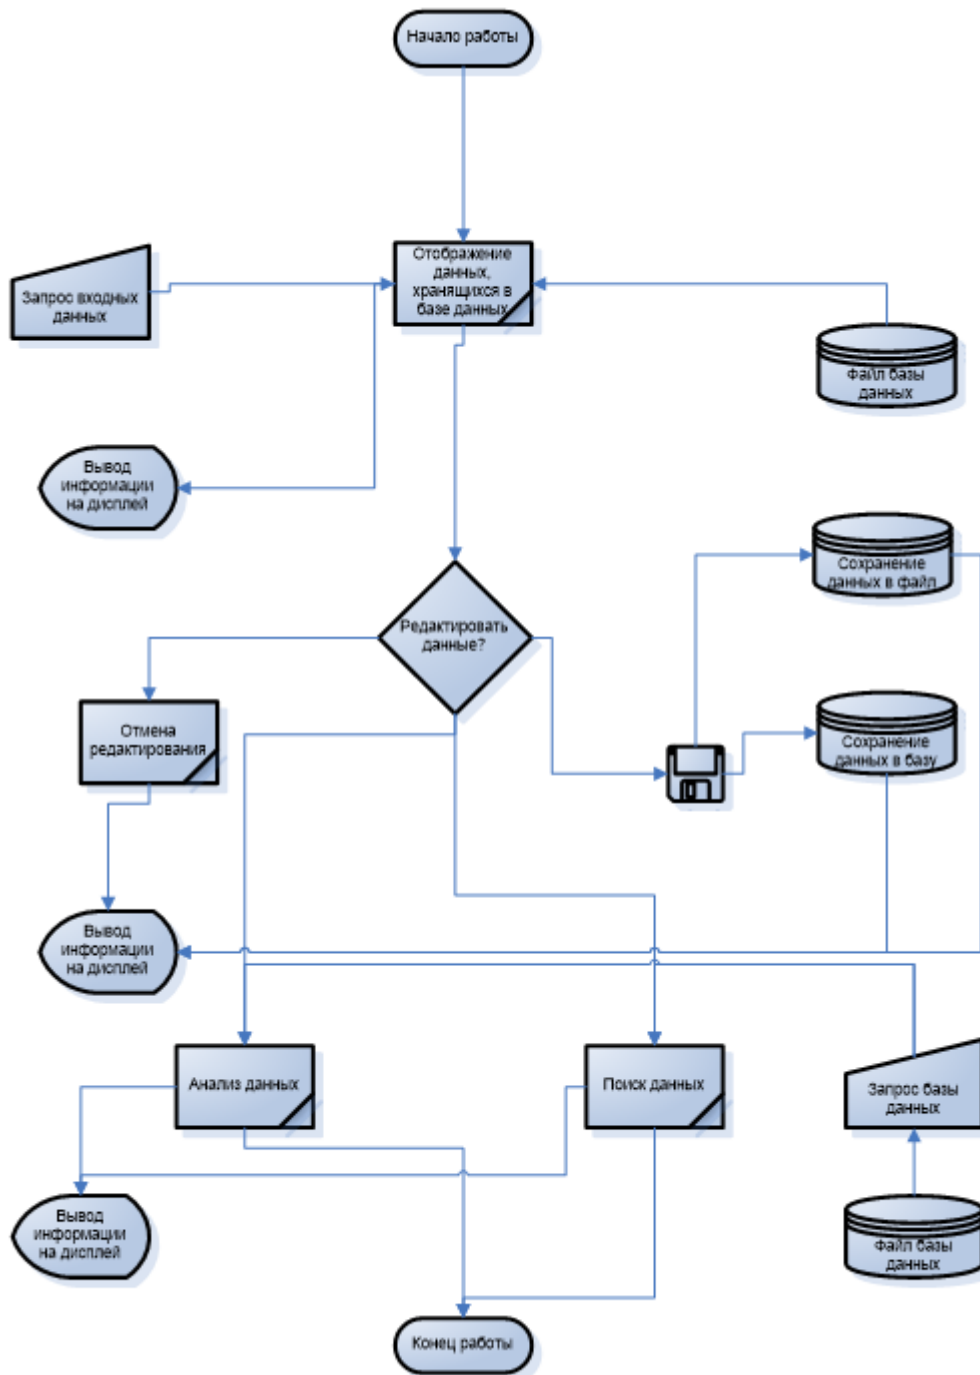 Начало работы
Отображение
данных,
хранящихся в
базе данных
Запрос входных
данных
Файл базы
данных
Вывод
информации
на дисплей
Сохранение
данных в файл
Редактировать
данные?
Отмена
редактирования
Сохранение
данных в базу
Вывод
информации
на дисплей
Анализ данных
Поиск данных
Запрос базы
данных
Вывод
информации
на дисплей
Файл базы
данных
Конец работы